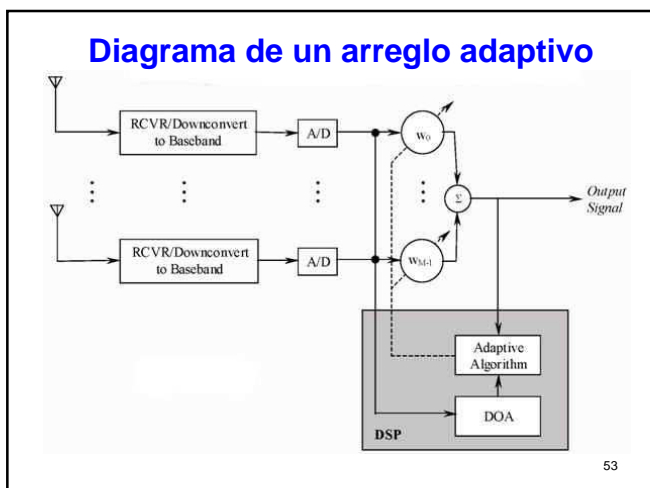 Diagrama de un arreglo adaptivo
RCVR/Downconvert
to Baseband
A/D
w0
Σ
Output
Signal
RCVR/Downconvert
to Baseband
A/D
wM-1
Adaptive
Algorithm
DOA
DSP
53